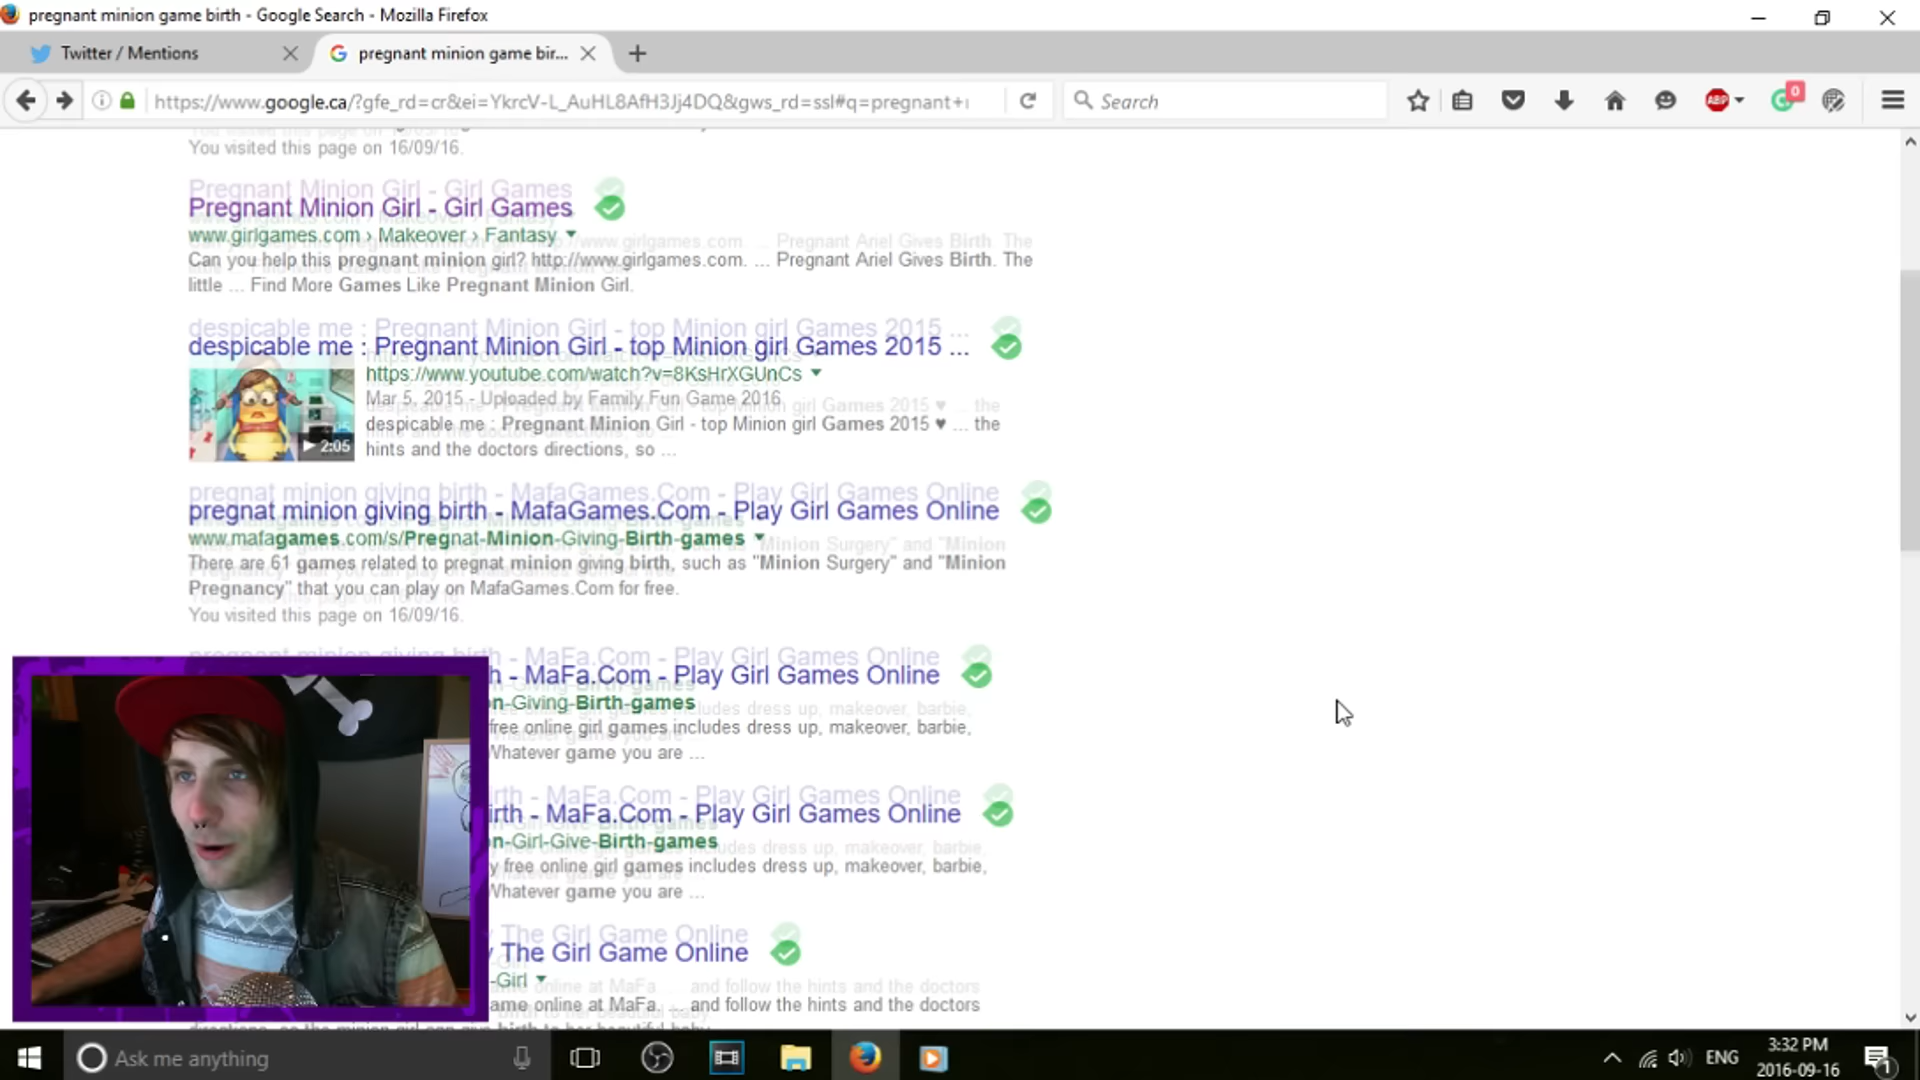 pregnant minion game birth - Google Search - Mozilla Firefox
Twitter / Mentions
pregnant minion game bir...
https://www.google.ca/?gfe_rd=cr&ei=YkrcV-L_AuHL8AfH3Jj4DQ&gws_rd=ssl#q=pregnant+
Search
ABP
0
You visited this page on 16/09/16.
Pregnant Minion Girl - Girl Games
www.girlgames.com › Makeover › Fantasy
Can you help this pregnant minion girl? http://www.girlgames.com. ... Pregnant Ariel Gives Birth. The
little ... Find More Games Like Pregnant Minion Girl.
despicable me : Pregnant Minion Girl - top Minion girl Games 2015 ...
https://www.youtube.com/watch?v=8KsHrXGUnCs
Mar 5, 2015 - Uploaded by Family Fun Game 2016
despicable me : Pregnant Minion Girl - top Minion girl Games 2015 ♥ ... the
hints and the doctors directions, so ...
2:05
pregnat minion giving birth - MafaGames.Com - Play Girl Games Online
www.mafagames.com/s/Pregnat-Minion-Giving-Birth-games
There are 61 games related to pregnat minion giving birth, such as "Minion Surgery" and "Minion
Pregnancy" that you can play on MafaGames.Com for free.
You visited this page on 16/09/16.
h - MaFa.Com - Play Girl Games Online
n-Giving-Birth-games
free online girl games includes dress up, makeover, barbie,
Whatever game you are ...
irth - MaFa.Com - Play Girl Games Online
n-Girl-Give-Birth-games
y free online girl games includes dress up, makeover, barbie,
Whatever game you are ...
The Girl Game Online
-Girl
ame online at MaFa. ... and follow the hints and the doctors
Ask me anything
ENG
3:32 PM
2016-09-16
1